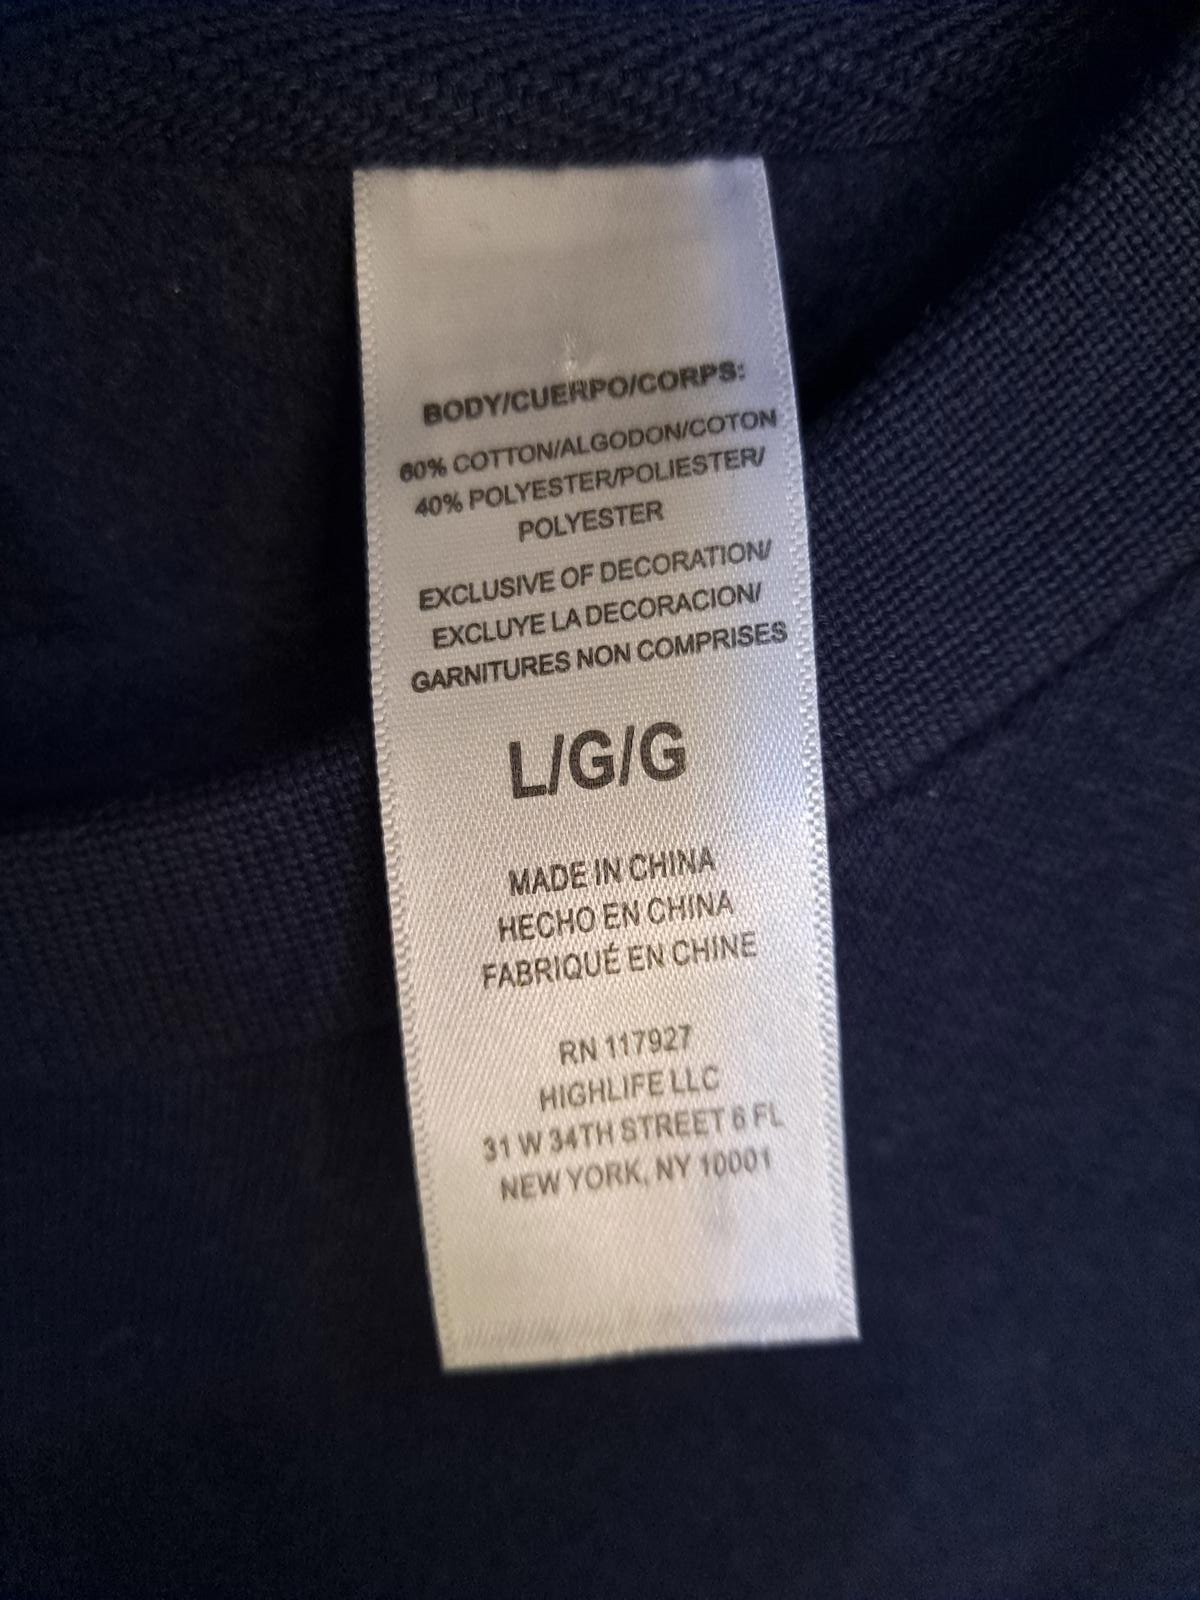 BODY/CUERPO/CORPS:
60% COTTON/ALGODON/COTON
40% POLYESTER/POLIESTER/
POLYESTER
EXCLUSIVE OF DECORATION/
EXCLUYE LA DECORACION/
GARNITURES NON COMPRISES
L/G/G
MADE IN CHINA
HECHO EN CHINA
FABRIQUÉ EN CHINE
RN 117927
HIGHLIFE LLC
31 W 34TH STREET 6 FL
NEW YORK, NY 10001